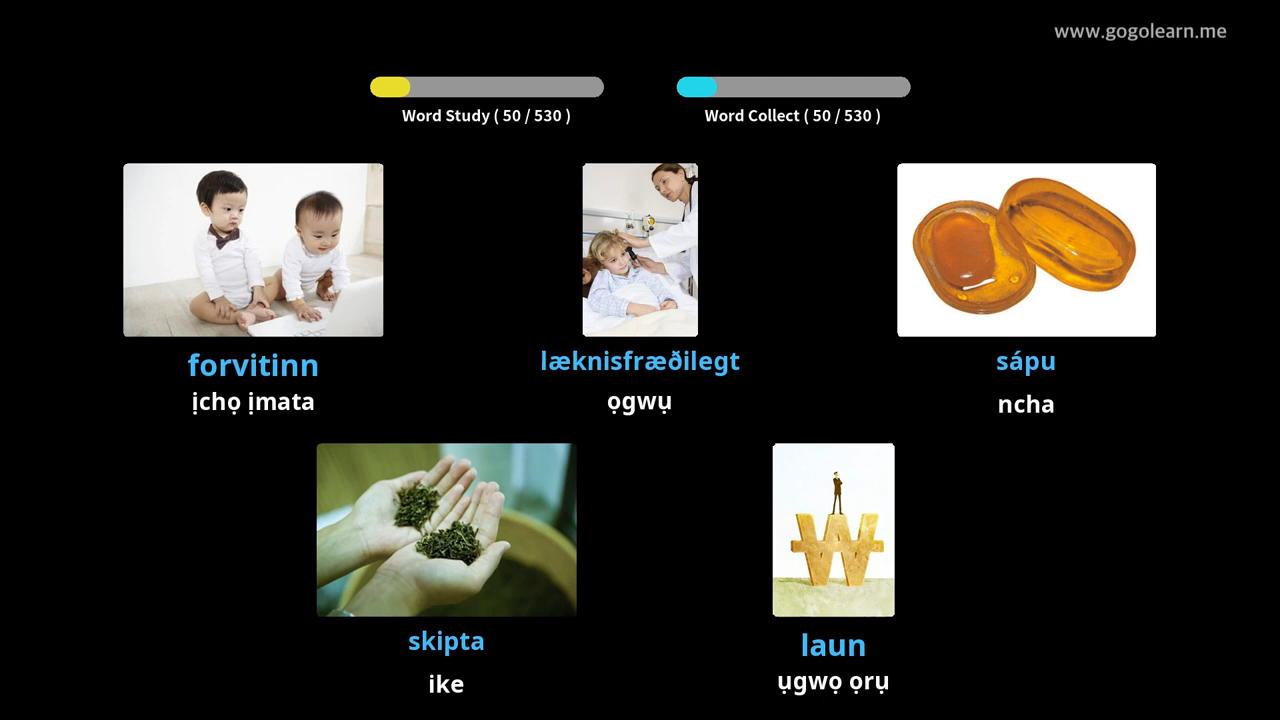 www.gogolearn.me
Word Study ( 50 / 530 )
Word Collect ( 50 / 530 )
forvitinn
ịchọ ịmata
læknisfræðilegt
ọgwụ
sápu
ncha
skipta
ike
laun
ụgwọ ọrụ